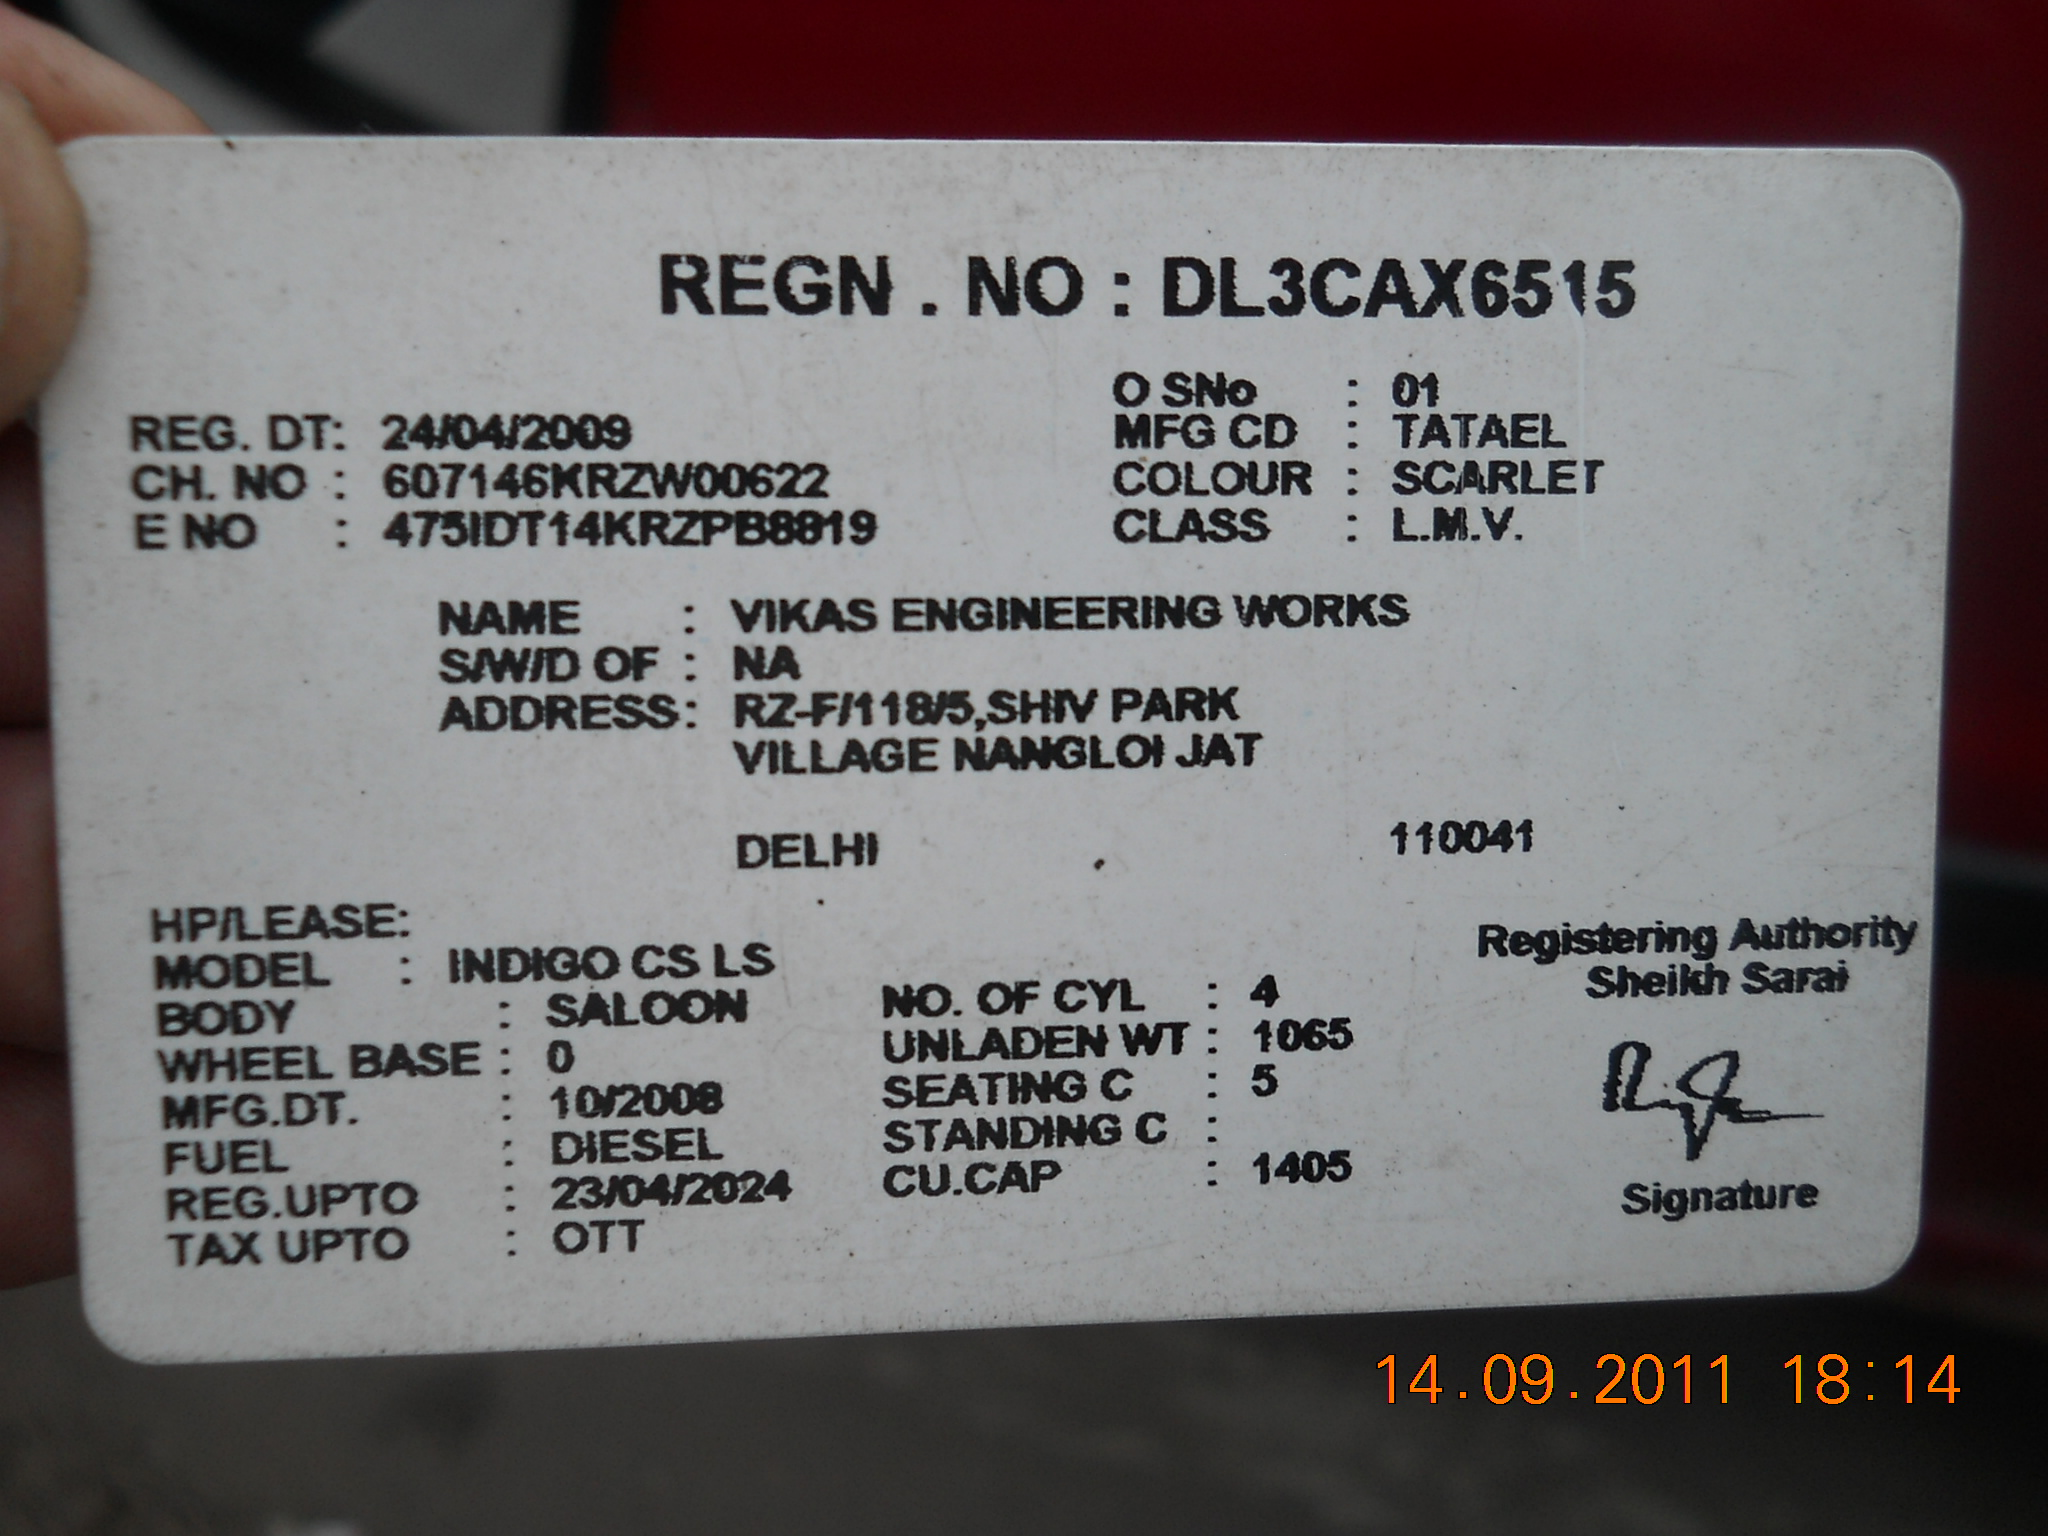 REGN . NO : DL3CAX6515
O SNo : 01
REG. DT: 24/04/2009 MFG CD : TATAEL
CH. NO : 607146KRZW00622 COLOUR : SCARLET
E NO : 475IDT14KRZPB8819 CLASS : L.M.V.
NAME : VIKAS ENGINEERING WORKS
S/W/D OF : NA
ADDRESS: RZ-F/118/5,SHIV PARK
VILLAGE NANGLOI JAT
DELHI 110041
HP/LEASE:
MODEL : INDIGO CS LS
BODY : SALOON
WHEEL BASE : 0
MFG.DT. : 10/2008
FUEL : DIESEL
REG.UPTO : 23/04/2024
TAX UPTO : OTT
NO. OF CYL : 4
UNLADEN WT : 1065
SEATING C : 5
STANDING C :
CU.CAP : 1405
Registering Authority
Sheikh Sarai
Signature
14.09.2011 18:14